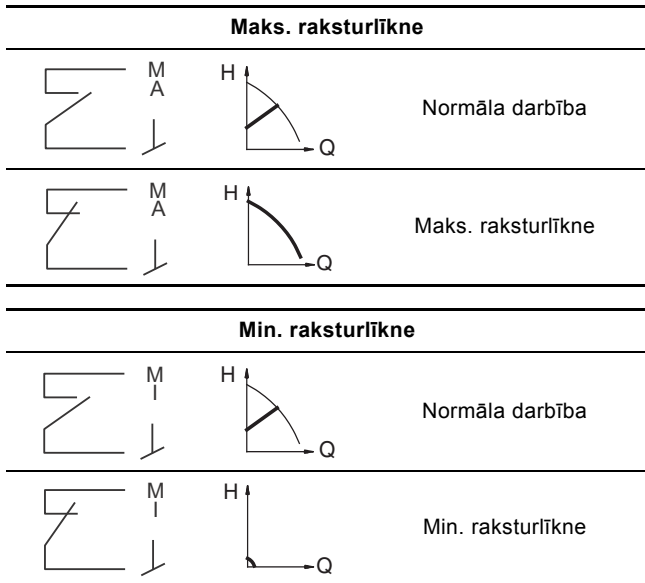 Maks. raksturlīkne
M
A
H
Q
Normāla darbība
M
A
H
Q
Maks. raksturlīkne
Min. raksturlīkne
M
I
H
Q
Normāla darbība
M
I
H
Q
Min. raksturlīkne